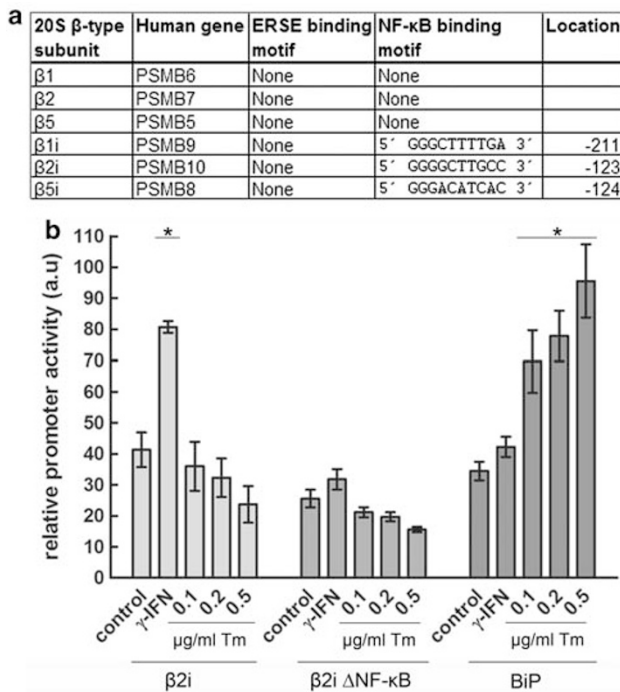 a
20S β-type subunit Human gene ERSE binding motif NF-κB binding motif Location
β1 PSMB6 None None
β2 PSMB7 None None
β5 PSMB5 None None
β1i PSMB9 None 5´ GGGCTTTTGA 3´ -211
β2i PSMB10 None 5´ GGGGCTTGCC 3´ -123
β5i PSMB8 None 5´ GGGACATCAC 3´ -124
b
relative promoter activity (a.u)
110
100
90
80
70
60
50
40
30
20
10
0
* *
control γ-IFN 0.1 0.2 0.5 control γ-IFN 0.1 0.2 0.5 control γ-IFN 0.1 0.2 0.5
µg/ml Tm µg/ml Tm µg/ml Tm
β2i β2i ΔNF-κB BiP